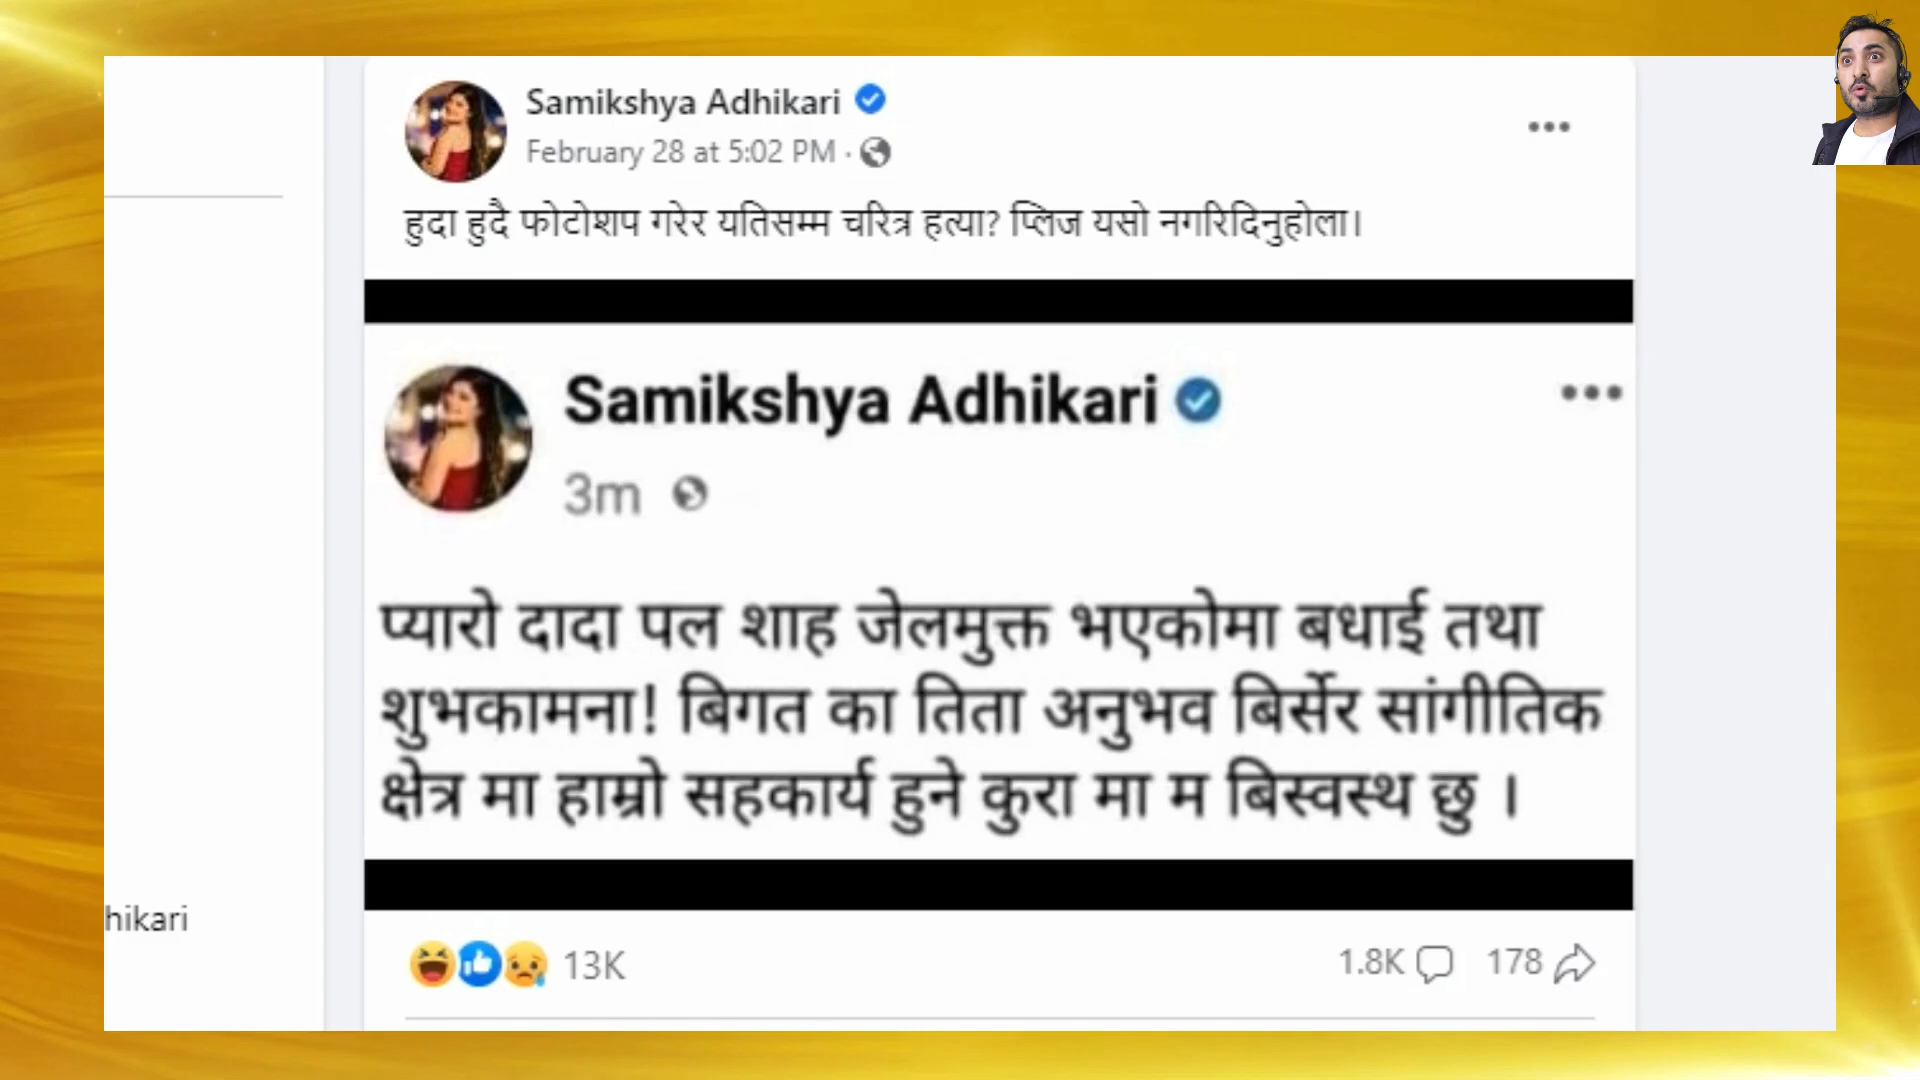 Samikshya Adhikari
February 28 at 5:02 PM ·
हुदा हुदै फोटोशप गरेर यतिसम्म चरित्र हत्या? प्लिज यसो नगरिदिनुहोला।
Samikshya Adhikari
3m
प्यारो दादा पल शाह जेलमुक्त भएकोमा बधाई तथा
शुभकामना! बिगत का तिता अनुभव बिर्सेर सांगीतिक
क्षेत्र मा हाम्रो सहकार्य हुने कुरा मा म बिस्वस्थ छु ।
hikari
13K
1.8K 178